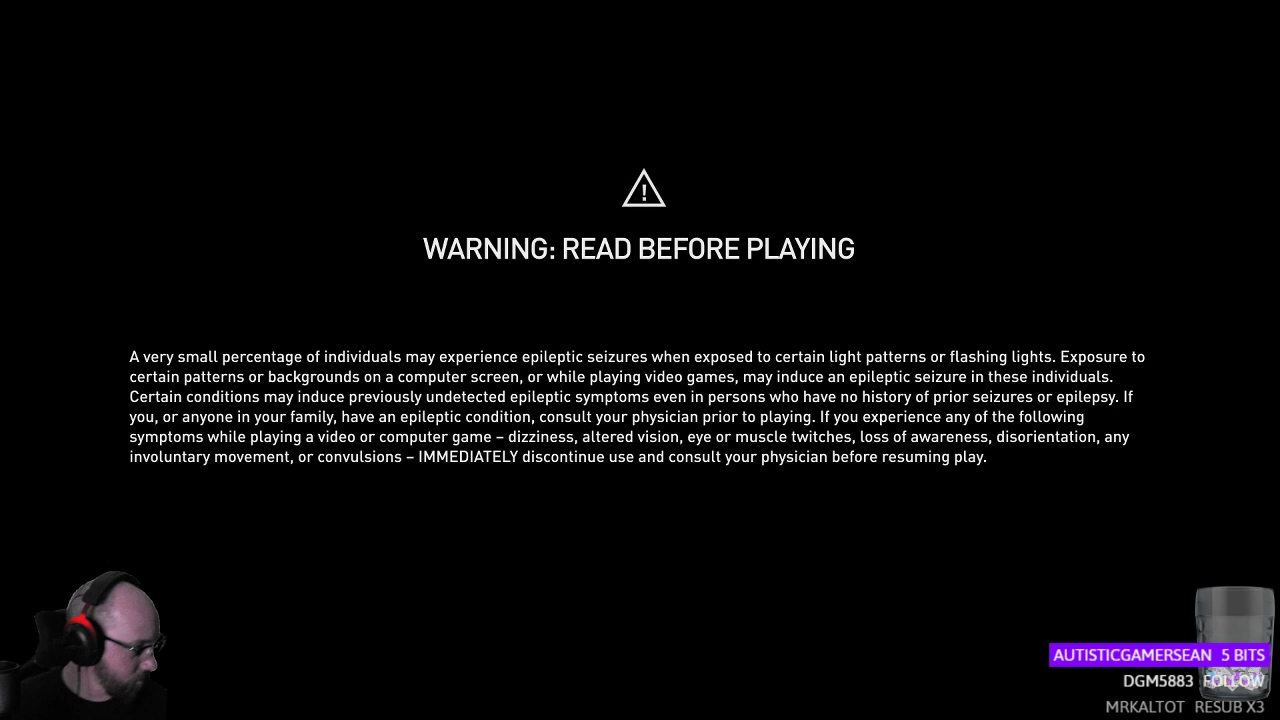 WARNING: READ BEFORE PLAYING
A very small percentage of individuals may experience epileptic seizures when exposed to certain light patterns or flashing lights. Exposure to
certain patterns or backgrounds on a computer screen, or while playing video games, may induce an epileptic seizure in these individuals.
Certain conditions may induce previously undetected epileptic symptoms even in persons who have no history of prior seizures or epilepsy. If
you, or anyone in your family, have an epileptic condition, consult your physician prior to playing. If you experience any of the following
symptoms while playing a video or computer game – dizziness, altered vision, eye or muscle twitches, loss of awareness, disorientation, any
involuntary movement, or convulsions – IMMEDIATELY discontinue use and consult your physician before resuming play.
AUTISTICGAMERSEAN 5 BITS
DGM5883 FOLLOW
MRKALTOT RESUB X3